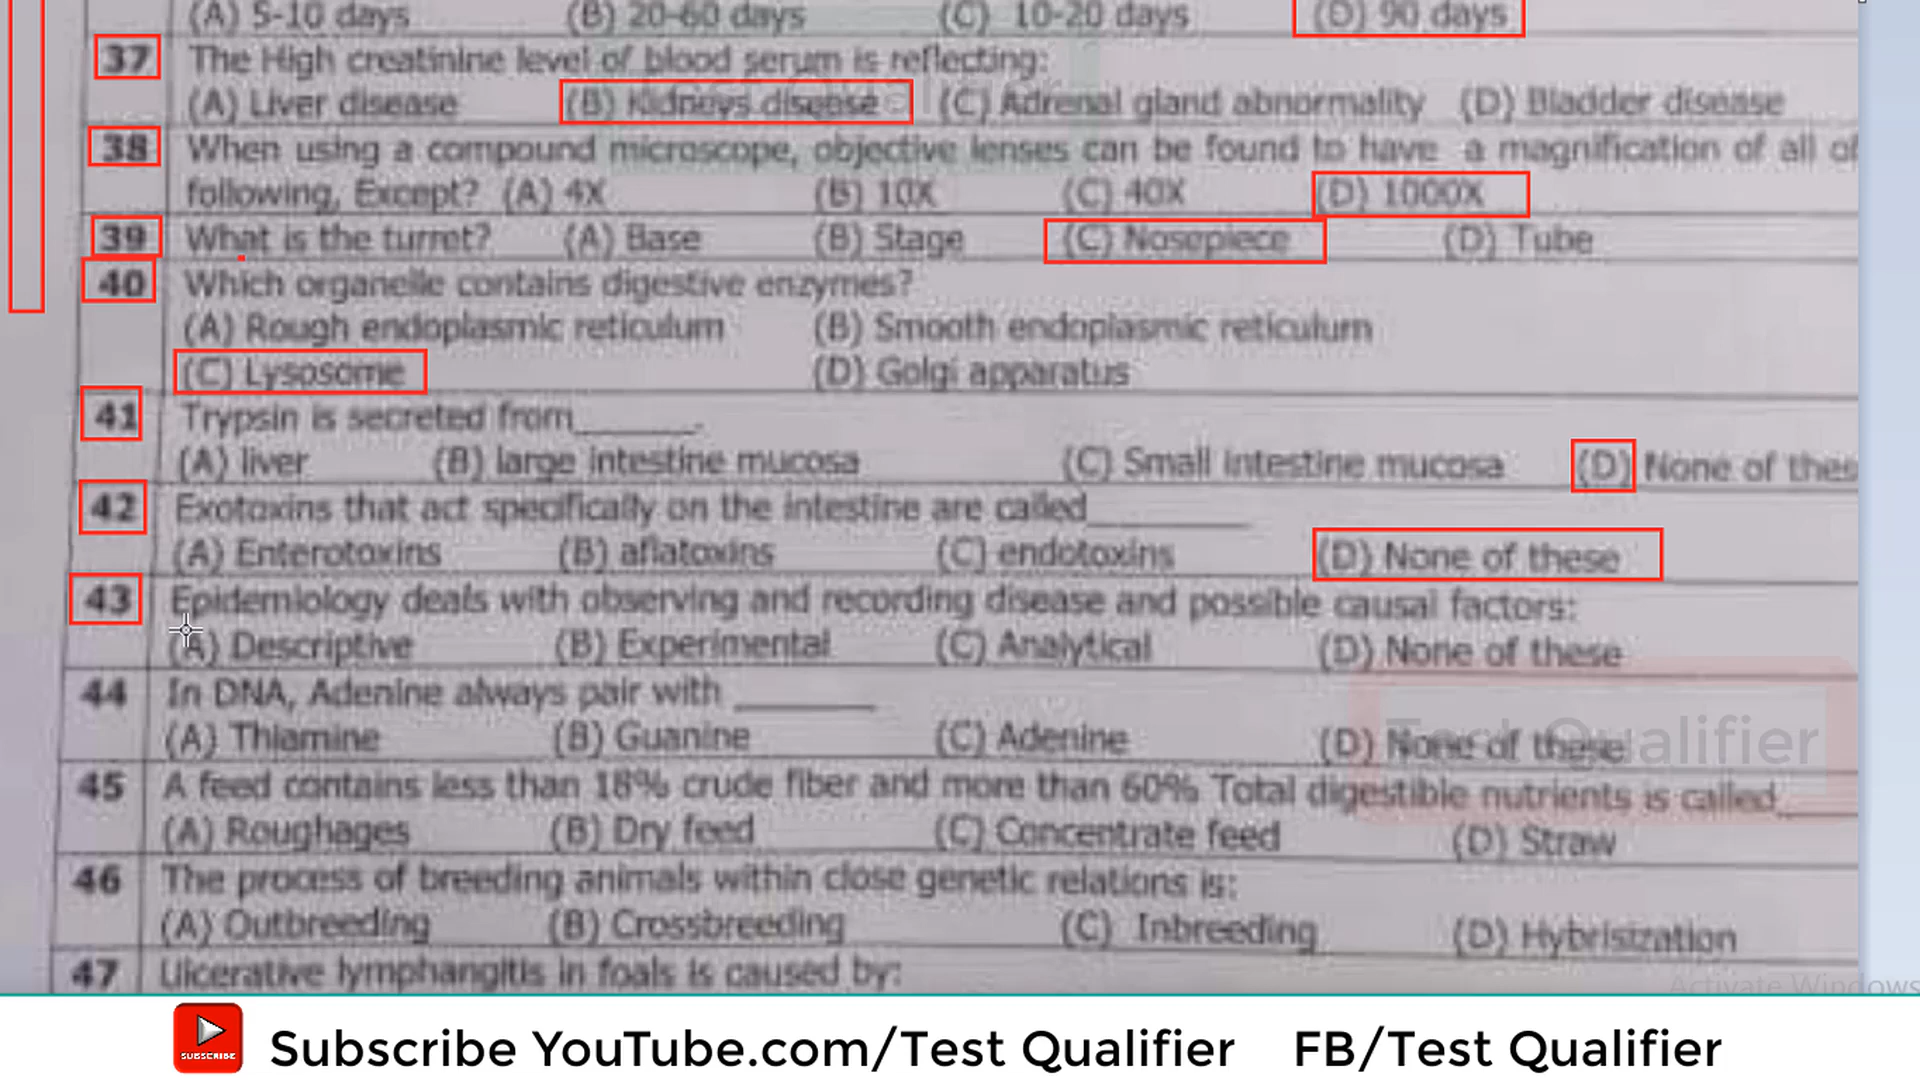 (A) 5-10 days (B) 20-60 days (C) 10-20 days (D) 90 days
37 The High creatinine level of blood serum is reflecting:
(A) Liver disease (B) Kidneys disease (C) Adrenal gland abnormality (D) Bladder disease
38 When using a compound microscope, objective lenses can be found to have a magnification of all of
following, Except? (A) 4X (B) 10X (C) 40X (D) 1000X
39 What is the turret? (A) Base (B) Stage (C) Nosepiece (D) Tube
40 Which organelle contains digestive enzymes?
(A) Rough endoplasmic reticulum (B) Smooth endoplasmic reticulum
(C) Lysosome (D) Golgi apparatus
41 Trypsin is secreted from_______.
(A) liver (B) large intestine mucosa (C) Small intestine mucosa (D) None of thes
42 Exotoxins that act specifically on the intestine are called_________
(A) Enterotoxins (B) aflatoxins (C) endotoxins (D) None of these
43 Epidemiology deals with observing and recording disease and possible causal factors:
(A) Descriptive (B) Experimental (C) Analytical (D) None of these
44 In DNA, Adenine always pair with ________
(A) Thiamine (B) Guanine (C) Adenine (D) None of these
Test Qualifier
45 A feed contains less than 18% crude fiber and more than 60% Total digestible nutrients is called____
(A) Roughages (B) Dry feed (C) Concentrate feed (D) Straw
46 The process of breeding animals within close genetic relations is:
(A) Outbreeding (B) Crossbreeding (C) Inbreeding (D) Hybrisization
47 Ulcerative lymphangitis in foals is caused by:
Activate Windows
SUBSCRIBE
Subscribe YouTube.com/Test Qualifier FB/Test Qualifier